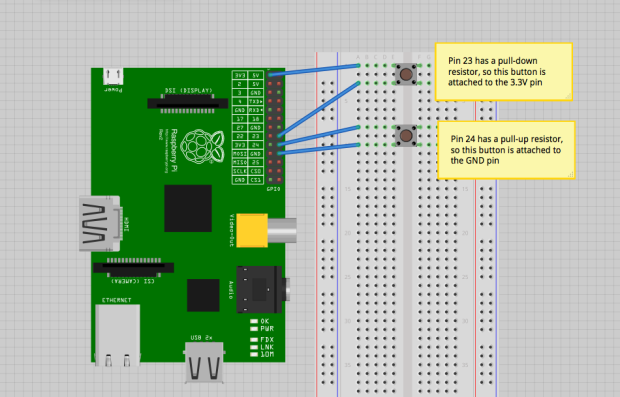 Pin 23 has a pull-down
resistor, so this button is
attached to the 3.3V pin
Pin 24 has a pull-up resistor,
so this button is attached to
the GND pin
Power
DSI (DISPLAY)
3V3 5V
2 5V
3 GND
4 TXD
GND RXD
17 18
27 GND
22 23
3V3 24
MOSI GND
MISO 25
SCLK CS0
GND CS1
GPIO
Raspberry Pi
HDMI
Video-Out
CSI (CAMERA)
Audio
ETHERNET
USB 2x
OK
PWR
FDX
LNK
10M